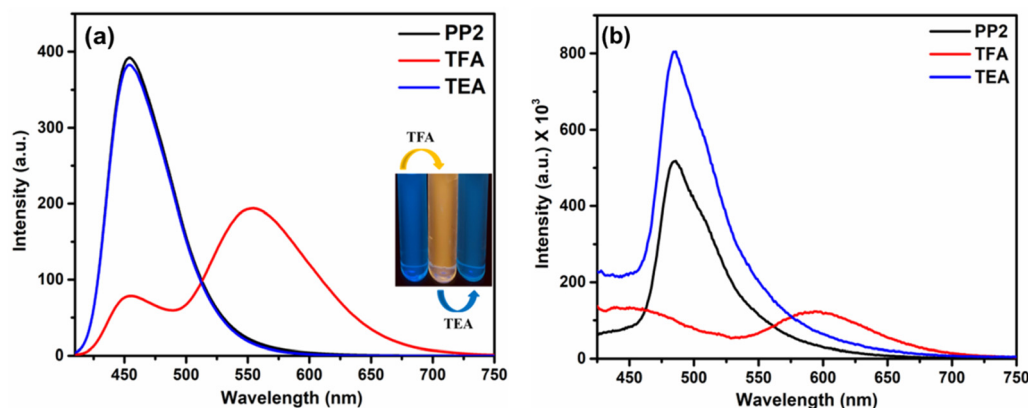 (a)
PP2
TFA
TEA
400
300
200
100
0
Intensity (a.u.)
450
500
550
600
650
700
750
Wavelength (nm)
TFA
TEA
(b)
PP2
TFA
TEA
800
600
400
200
0
Intensity (a.u.) X 10³
450
500
550
600
650
700
750
Wavelength (nm)